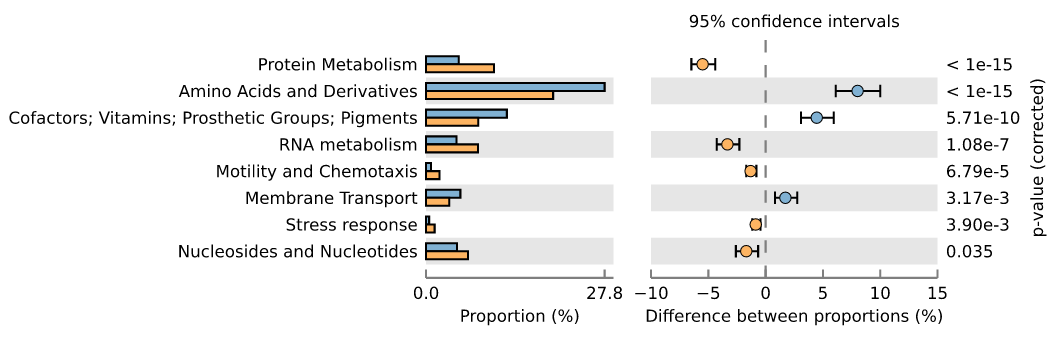 95% confidence intervals
Protein Metabolism < 1e-15
Amino Acids and Derivatives < 1e-15
Cofactors; Vitamins; Prosthetic Groups; Pigments 5.71e-10
RNA metabolism 1.08e-7
Motility and Chemotaxis 6.79e-5
Membrane Transport 3.17e-3
Stress response 3.90e-3
Nucleosides and Nucleotides 0.035
p-value (corrected)
0.0 27.8 −10 −5 0 5 10 15
Proportion (%) Difference between proportions (%)